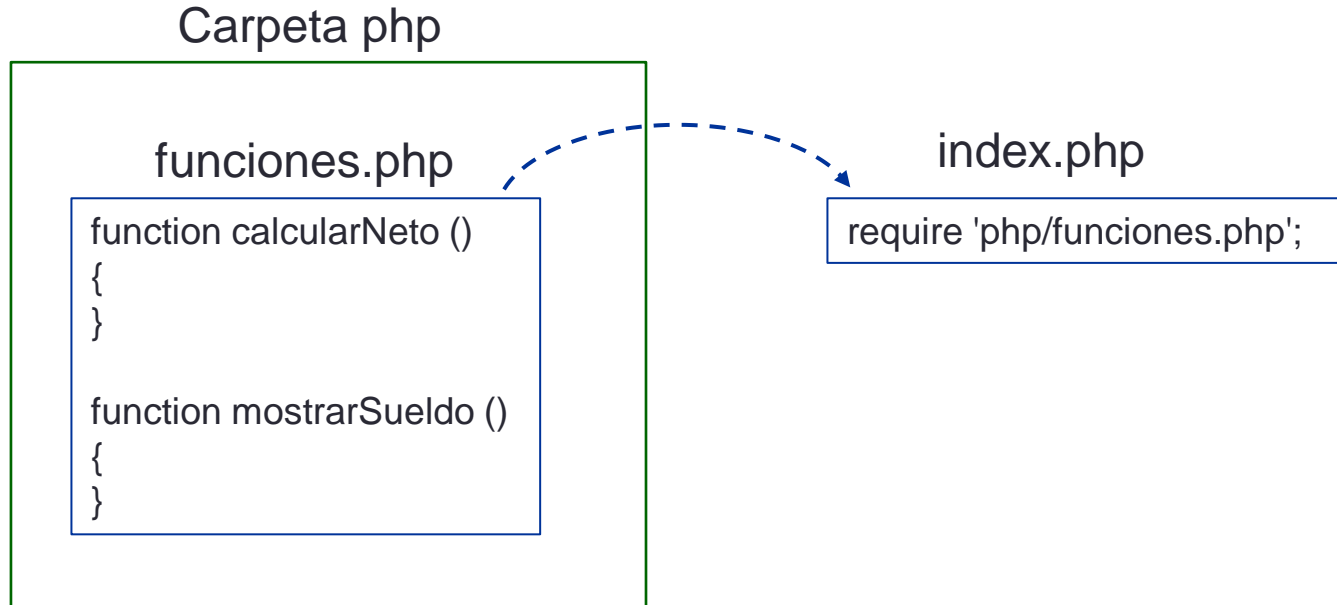 Carpeta php
funciones.php
function calcularNeto ()
{
}
function mostrarSueldo ()
{
}
index.php
require 'php/funciones.php';